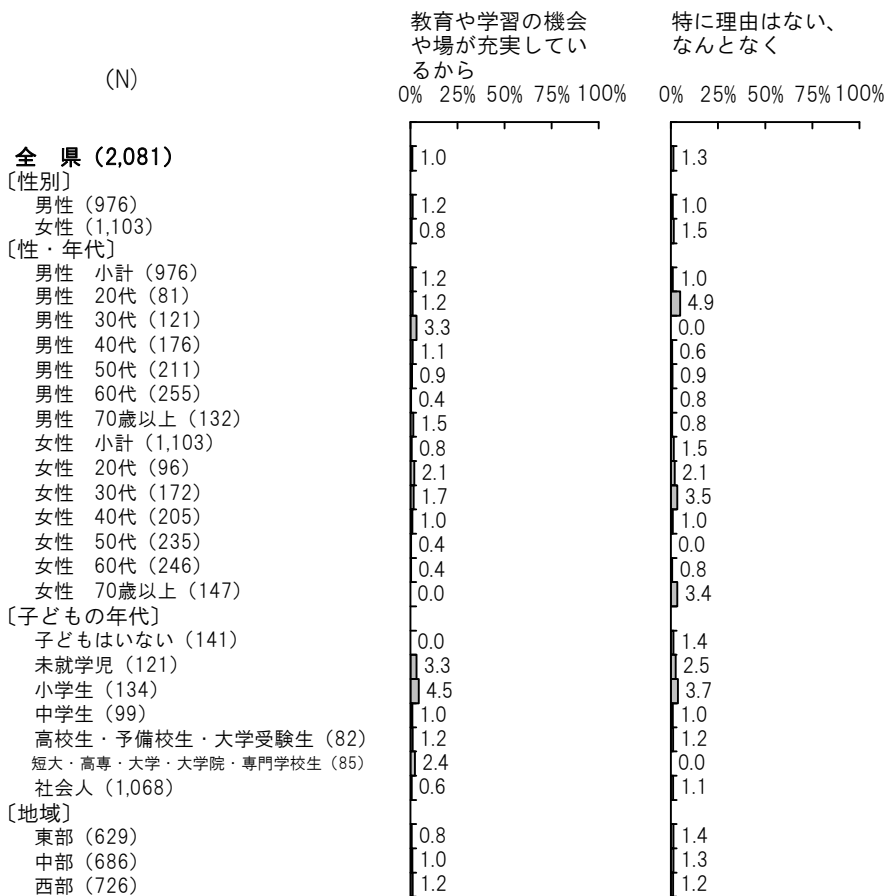 教育や学習の機会
や場が充実してい
るから
特に理由はない、
なんとなく
(N)
0% 25% 50% 75% 100% 0% 25% 50% 75% 100%
全　県（2,081） 1.0 1.3
〔性別〕
男性（976） 1.2 1.0
女性（1,103） 0.8 1.5
〔性・年代〕
男性　小計（976） 1.2 1.0
男性　20代（81） 1.2 4.9
男性　30代（121） 3.3 0.0
男性　40代（176） 1.1 0.6
男性　50代（211） 0.9 0.9
男性　60代（255） 0.4 0.8
男性　70歳以上（132） 1.5 0.8
女性　小計（1,103） 0.8 1.5
女性　20代（96） 2.1 2.1
女性　30代（172） 1.7 3.5
女性　40代（205） 1.0 1.0
女性　50代（235） 0.4 0.0
女性　60代（246） 0.4 0.8
女性　70歳以上（147） 0.0 3.4
〔子どもの年代〕
子どもはいない（141） 0.0 1.4
未就学児（121） 3.3 2.5
小学生（134） 4.5 3.7
中学生（99） 1.0 1.0
高校生・予備校生・大学受験生（82） 1.2 1.2
短大・高専・大学・大学院・専門学校生（85） 2.4 0.0
社会人（1,068） 0.6 1.1
〔地域〕
東部（629） 0.8 1.4
中部（686） 1.0 1.3
西部（726） 1.2 1.2